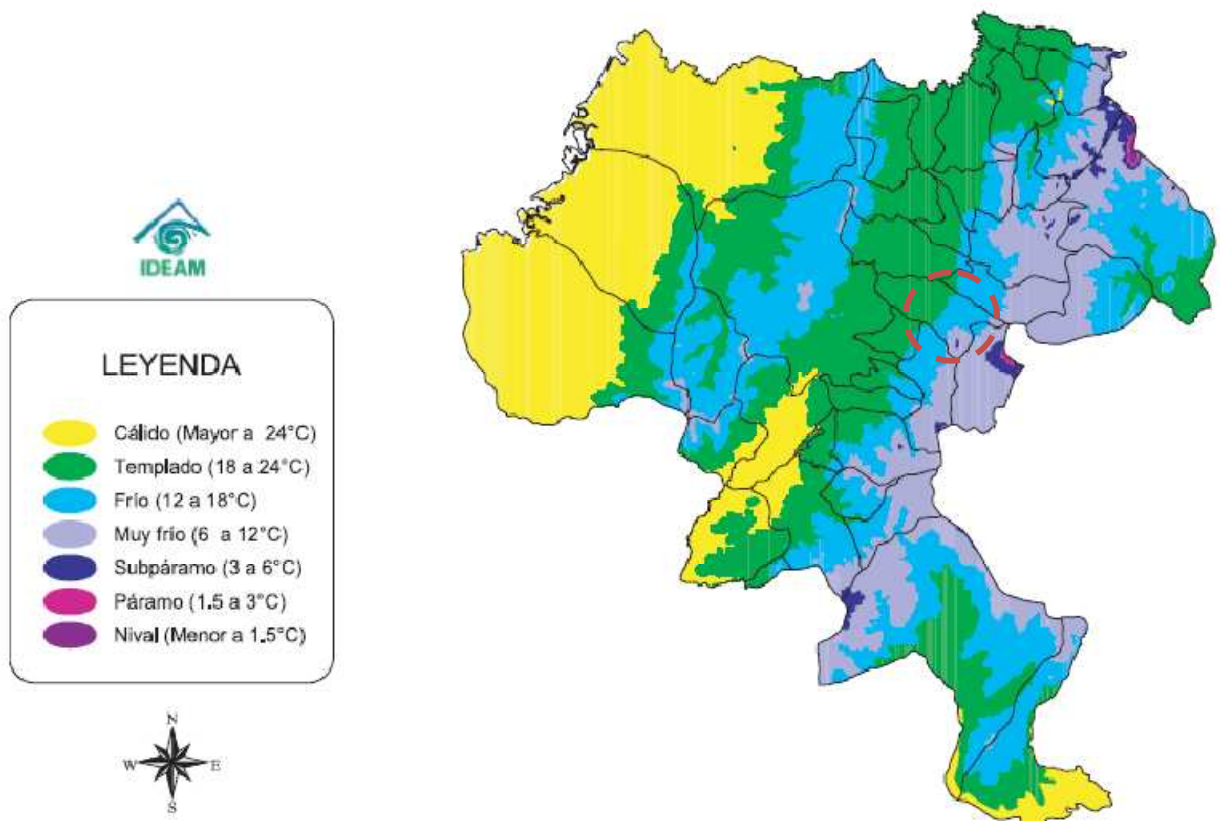 IDEAM
LEYENDA
Cálido (Mayor a 24°C)
Templado (18 a 24°C)
Frío (12 a 18°C)
Muy frío (6 a 12°C)
Subpáramo (3 a 6°C)
Páramo (1.5 a 3°C)
Nival (Menor a 1.5°C)
N
W E
S